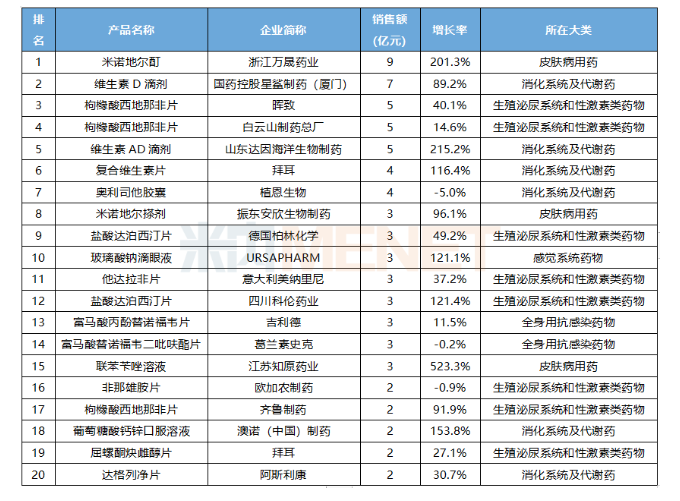 排名 产品名称 企业简称 销售额(亿元) 增长率 所在大类
1 米诺地尔酊 浙江万晟药业 9 201.3% 皮肤病用药
2 维生素 D 滴剂 国药控股星鲨制药（厦门） 7 89.2% 消化系统及代谢药
3 枸橼酸西地那非片 晖致 5 40.1% 生殖泌尿系统和性激素类药物
4 枸橼酸西地那非片 白云山制药总厂 5 14.6% 生殖泌尿系统和性激素类药物
5 维生素 AD 滴剂 山东达因海洋生物制药 5 215.2% 消化系统及代谢药
6 复合维生素片 拜耳 4 116.4% 消化系统及代谢药
7 奥利司他胶囊 植恩生物 4 -5.0% 消化系统及代谢药
8 米诺地尔搽剂 振东安欣生物制药 3 96.1% 皮肤病用药
9 盐酸达泊西汀片 德国柏林化学 3 49.2% 生殖泌尿系统和性激素类药物
10 玻璃酸钠滴眼液 URSAPHARM 3 121.1% 感觉系统药物
11 他达拉非片 意大利美纳里尼 3 37.2% 生殖泌尿系统和性激素类药物
12 盐酸达泊西汀片 四川科伦药业 3 121.4% 生殖泌尿系统和性激素类药物
13 富马酸丙酚替诺福韦片 吉利德 3 11.5% 全身用抗感染药物
14 富马酸替诺福韦二吡呋酯片 葛兰素史克 3 -0.2% 全身用抗感染药物
15 联苯苄唑溶液 江苏知原药业 3 523.3% 皮肤病用药
16 非那雄胺片 欧加农制药 2 -0.9% 生殖泌尿系统和性激素类药物
17 枸橼酸西地那非片 齐鲁制药 2 91.9% 生殖泌尿系统和性激素类药物
18 葡萄糖酸钙锌口服溶液 澳诺（中国）制药 2 153.8% 消化系统及代谢药
19 屈螺酮炔雌醇片 拜耳 2 27.1% 生殖泌尿系统和性激素类药物
20 达格列净片 阿斯利康 2 30.7% 消化系统及代谢药
米内MENET